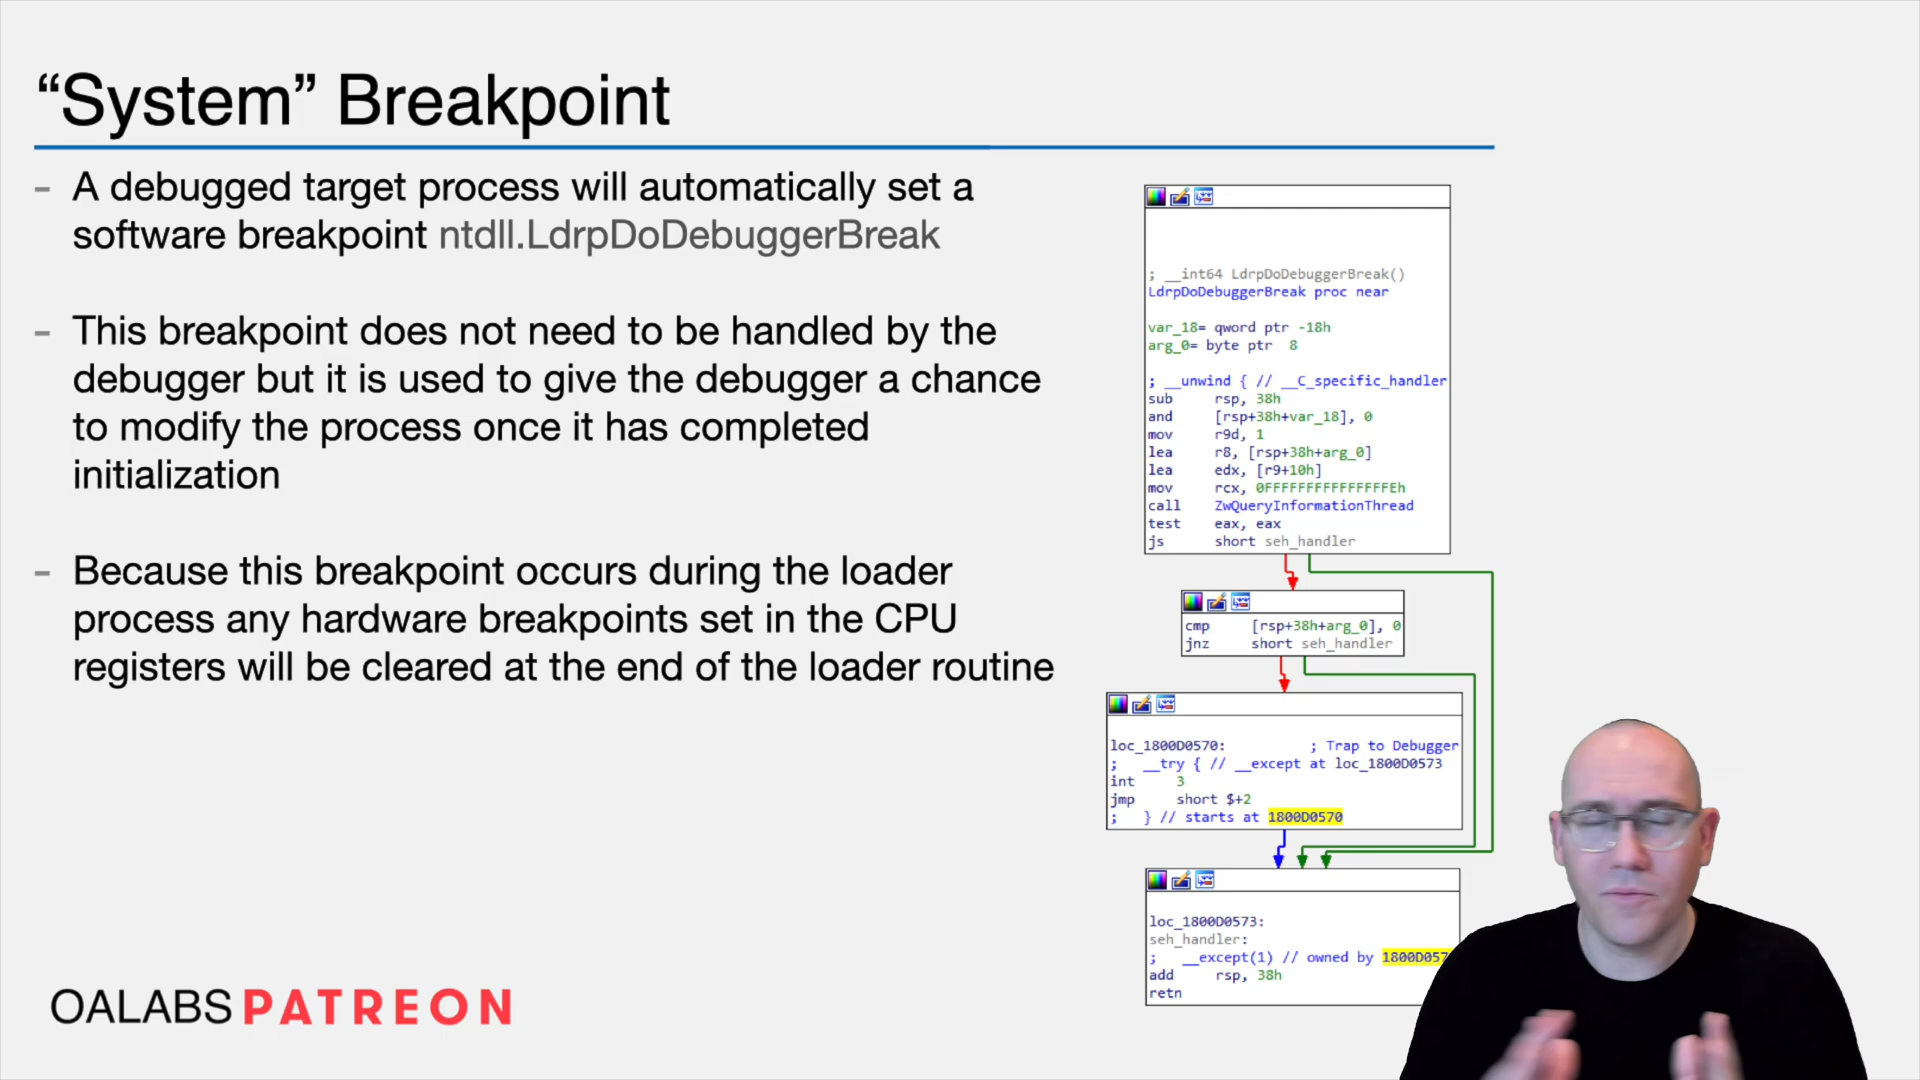 “System” Breakpoint
- A debugged target process will automatically set a
software breakpoint ntdll.LdrpDoDebuggerBreak
- This breakpoint does not need to be handled by the
debugger but it is used to give the debugger a chance
to modify the process once it has completed
initialization
- Because this breakpoint occurs during the loader
process any hardware breakpoints set in the CPU
registers will be cleared at the end of the loader routine
; __int64 LdrpDoDebuggerBreak()
LdrpDoDebuggerBreak proc near
var_18= qword ptr -18h
arg_0= byte ptr 8
; __unwind { // __C_specific_handler
sub rsp, 38h
and [rsp+38h+var_18], 0
mov r9d, 1
lea r8, [rsp+38h+arg_0]
lea edx, [r9+10h]
mov rcx, 0FFFFFFFFFFFFFFFEh
call ZwQueryInformationThread
test eax, eax
js short seh_handler
cmp [rsp+38h+arg_0], 0
jnz short seh_handler
loc_1800D0570: ; Trap to Debugger
; __try { // __except at loc_1800D0573
int 3
jmp short $+2
; } // starts at 1800D0570
loc_1800D0573:
seh_handler:
; __except(1) // owned by 1800D057
add rsp, 38h
retn
OALABS PATREON